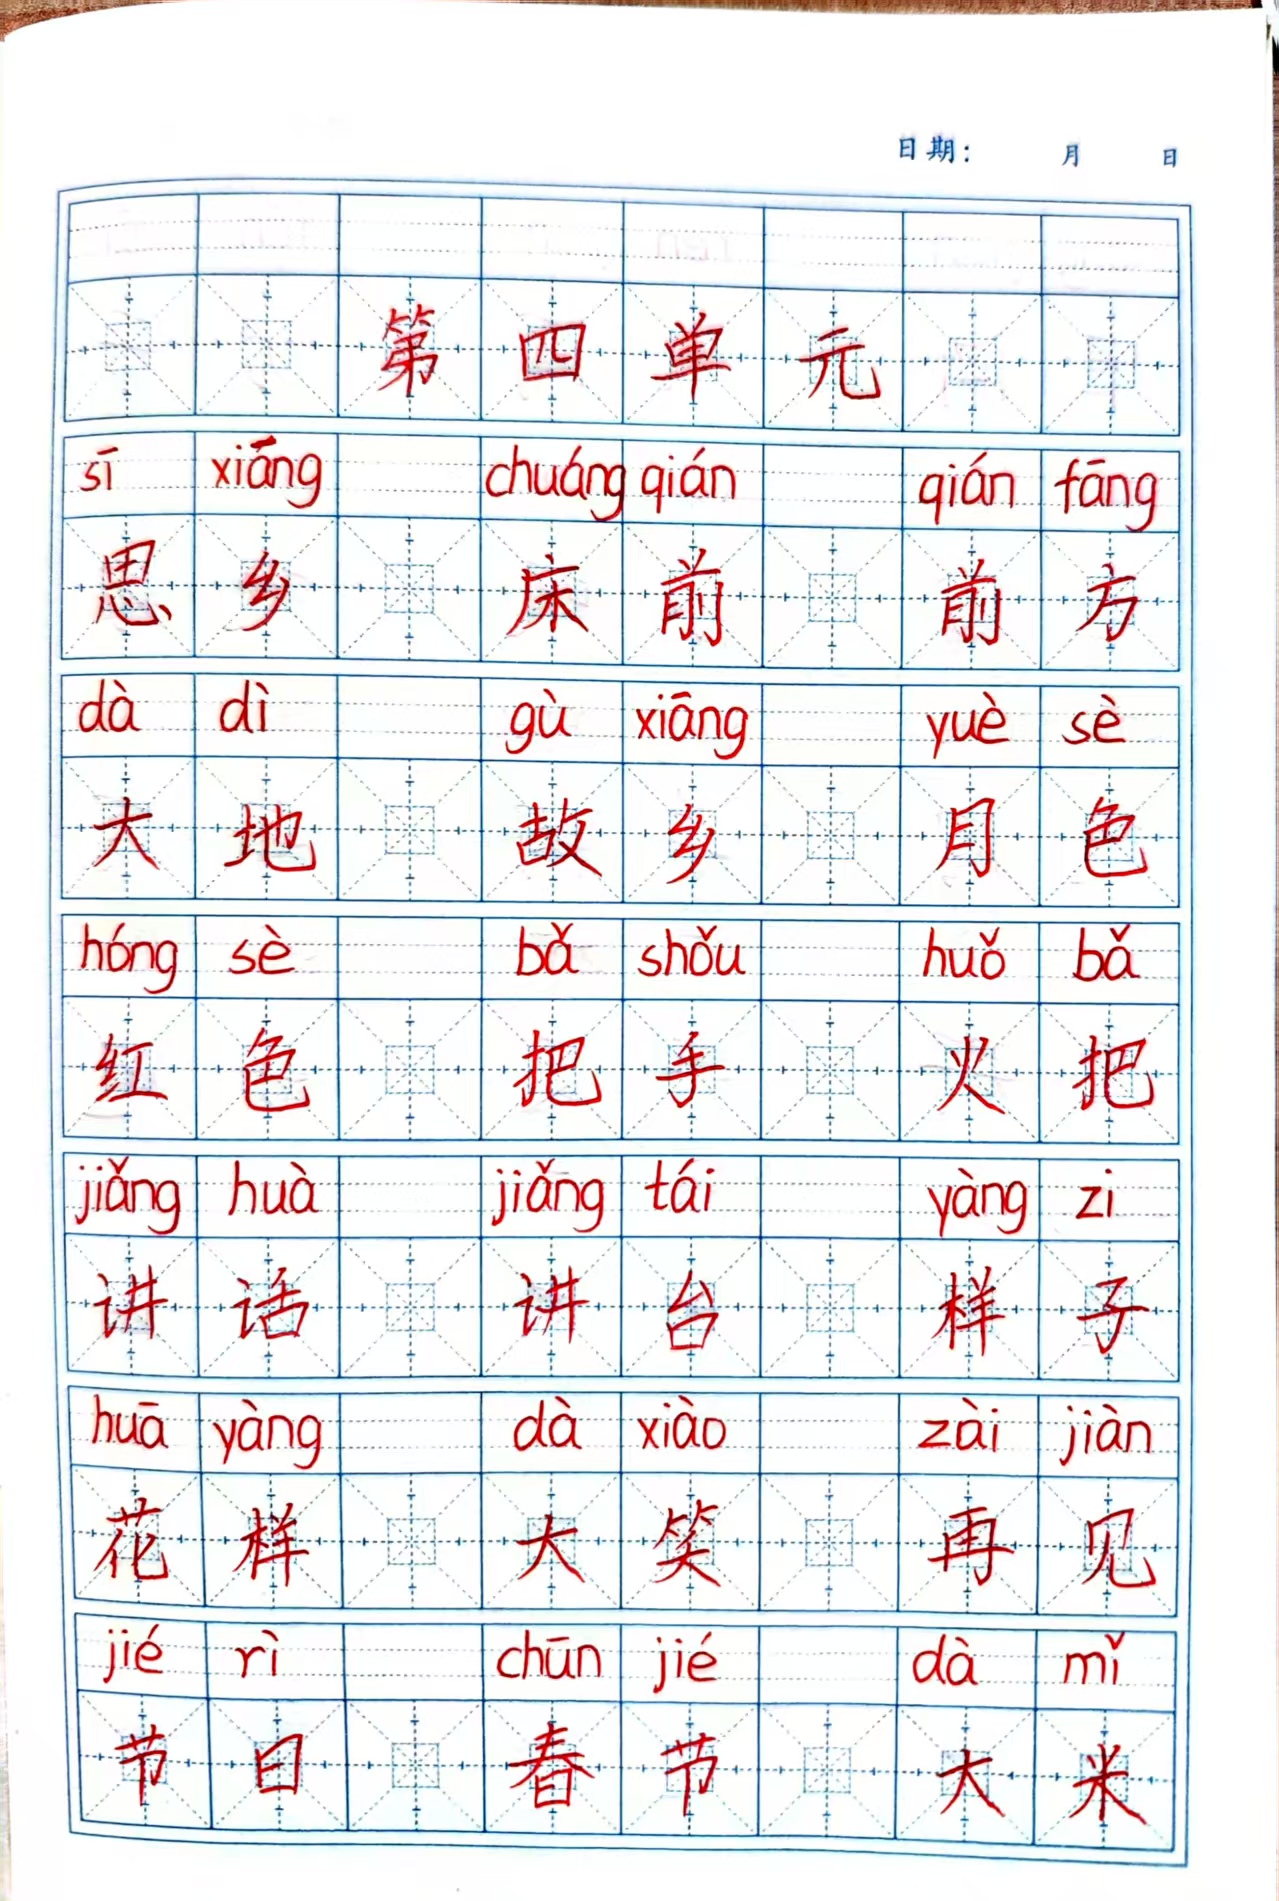 日期： 月 日
第四单元
sī xiāng chuáng qián qián fāng
思乡 床前 前方
dà dì gù xiāng yuè sè
大地 故乡 月色
hóng sè bǎ shǒu huǒ bǎ
红色 把手 火把
jiǎng huà jiǎng tái yàng zi
讲话 讲台 样子
huā yàng dà xiào zài jiàn
花样 大笑 再见
jié rì chūn jié dà mǐ
节日 春节 大米